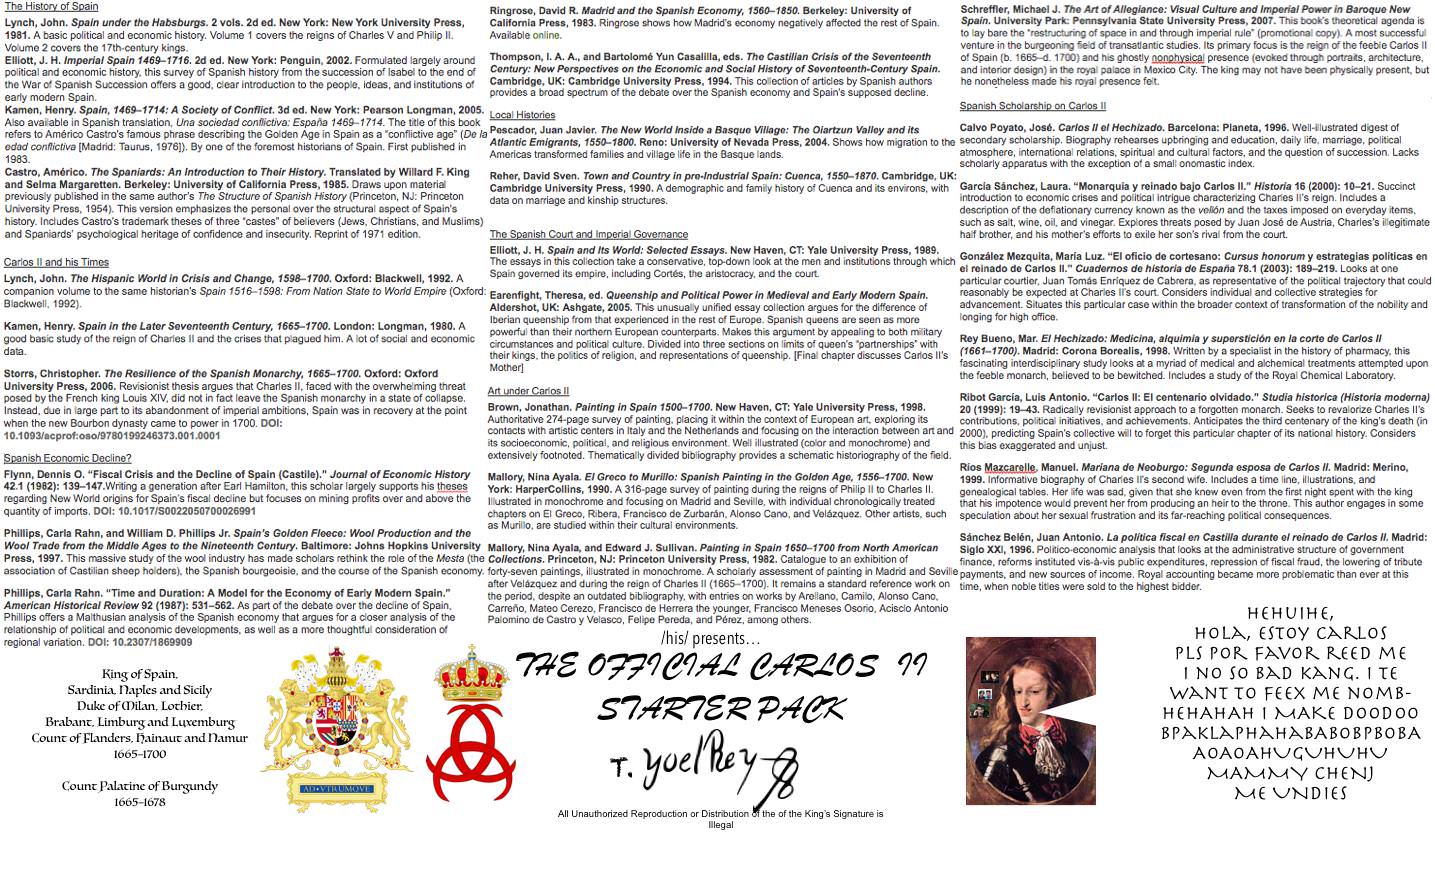 The History of Spain
Lynch, John. Spain under the Habsburgs. 2 vols. 2d ed. New York: New York University Press,
1981. A basic political and economic history. Volume 1 covers the reigns of Charles V and Philip II.
Volume 2 covers the 17th-century kings.
Elliott, J. H. Imperial Spain 1469–1716. 2d ed. New York: Penguin, 2002. Formulated largely around
political and economic history, this survey of Spanish history from the succession of Isabel to the end of
the War of Spanish Succession offers a good, clear introduction to the people, ideas, and institutions of
early modern Spain.
Kamen, Henry. Spain, 1469–1714: A Society of Conflict. 3d ed. New York: Pearson Longman, 2005.
Also available in Spanish translation, Una sociedad conflictiva: España 1469–1714. The title of this book
refers to Américo Castro's famous phrase describing the Golden Age in Spain as a "conflictive age" (De la
edad conflictiva [Madrid: Taurus, 1976]). By one of the foremost historians of Spain. First published in
1983.
Castro, Américo. The Spaniards: An Introduction to Their History. Translated by Willard F. King
and Selma Margaretten. Berkeley: University of California Press, 1985. Draws upon material
previously published in the same author's The Structure of Spanish History (Princeton, NJ: Princeton
University Press, 1954). This version emphasizes the personal over the structural aspect of Spain's
history. Includes Castro's trademark theses of three "castes" of believers (Jews, Christians, and Muslims)
and Spaniards' psychological heritage of confidence and insecurity. Reprint of 1971 edition.
Carlos II and his Times
Lynch, John. The Hispanic World in Crisis and Change, 1598–1700. Oxford: Blackwell, 1992. A
companion volume to the same historian's Spain 1516–1598: From Nation State to World Empire (Oxford:
Blackwell, 1992).
Kamen, Henry. Spain in the Later Seventeenth Century, 1665–1700. London: Longman, 1980. A
good basic study of the reign of Charles II and the crises that plagued him. A lot of social and economic
data.
Storrs, Christopher. The Resilience of the Spanish Monarchy, 1665–1700. Oxford: Oxford
University Press, 2006. Revisionist thesis argues that Charles II, faced with the overwhelming threat
posed by the French king Louis XIV, did not in fact leave the Spanish monarchy in a state of collapse.
Instead, due in large part to its abandonment of imperial ambitions, Spain was in recovery at the point
when the new Bourbon dynasty came to power in 1700. DOI:
10.1093/acprof:oso/9780199246373.001.0001
Spanish Economic Decline?
Flynn, Dennis O. "Fiscal Crisis and the Decline of Spain (Castile)." Journal of Economic History
42.1 (1982): 139–147.Writing a generation after Earl Hamilton, this scholar largely supports his theses
regarding New World origins for Spain's fiscal decline but focuses on mining profits over and above the
quantity of imports. DOI: 10.1017/S0022050700026991
Phillips, Carla Rahn, and William D. Phillips Jr. Spain's Golden Fleece: Wool Production and the
Wool Trade from the Middle Ages to the Nineteenth Century. Baltimore: Johns Hopkins University
Press, 1997. This massive study of the wool industry has made scholars rethink the role of the Mesta (the
association of Castilian sheep holders), the Spanish bourgeoisie, and the course of the Spanish economy.
Phillips, Carla Rahn. "Time and Duration: A Model for the Economy of Early Modern Spain."
American Historical Review 92 (1987): 531–562. As part of the debate over the decline of Spain,
Phillips offers a Malthusian analysis of the Spanish economy that argues for a closer analysis of the
relationship of political and economic developments, as well as a more thoughtful consideration of
regional variation. DOI: 10.2307/1869909
Ringrose, David R. Madrid and the Spanish Economy, 1560–1850. Berkeley: University of
California Press, 1983. Ringrose shows how Madrid's economy negatively affected the rest of Spain.
Available online.
Thompson, I. A. A., and Bartolomé Yun Casalilla, eds. The Castilian Crisis of the Seventeenth
Century: New Perspectives on the Economic and Social History of Seventeenth-Century Spain.
Cambridge, UK: Cambridge University Press, 1994. This collection of articles by Spanish authors
provides a broad spectrum of the debate over the Spanish economy and Spain's supposed decline.
Local Histories
Pescador, Juan Javier. The New World Inside a Basque Village: The Oiartzun Valley and its
Atlantic Emigrants, 1550–1800. Reno: University of Nevada Press, 2004. Shows how migration to the
Americas transformed families and village life in the Basque lands.
Reher, David Sven. Town and Country in pre-Industrial Spain: Cuenca, 1550–1870. Cambridge, UK:
Cambridge University Press, 1990. A demographic and family history of Cuenca and its environs, with
data on marriage and kinship structures.
The Spanish Court and Imperial Governance
Elliott, J. H. Spain and Its World: Selected Essays. New Haven, CT: Yale University Press, 1989.
The essays in this collection take a conservative, top-down look at the men and institutions through which
Spain governed its empire, including Cortés, the aristocracy, and the court.
Earenfight, Theresa, ed. Queenship and Political Power in Medieval and Early Modern Spain.
Aldershot, UK: Ashgate, 2005. This unusually unified essay collection argues for the difference of
Iberian queenship from that experienced in the rest of Europe. Spanish queens are seen as more
powerful than their northern European counterparts. Makes this argument by appealing to both military
circumstances and political culture. Divided into three sections on limits of queen's "partnerships" with
their kings, the politics of religion, and representations of queenship. [Final chapter discusses Carlos II's
Mother]
Art under Carlos II
Brown, Jonathan. Painting in Spain 1500–1700. New Haven, CT: Yale University Press, 1998.
Authoritative 274-page survey of painting, placing it within the context of European art, exploring its
contacts with artistic centers in Italy and the Netherlands and focusing on the interaction between art and
its socioeconomic, political, and religious environment. Well illustrated (color and monochrome) and
extensively footnoted. Thematically divided bibliography provides a schematic historiography of the field.
Mallory, Nina Ayala. El Greco to Murillo: Spanish Painting in the Golden Age, 1556–1700. New
York: HarperCollins, 1990. A 316-page survey of painting during the reigns of Philip II to Charles II.
Illustrated in monochrome and focusing on Madrid and Seville, with individual chronologically treated
chapters on El Greco, Ribera, Francisco de Zurbarán, Alonso Cano, and Velázquez. Other artists, such
as Murillo, are studied within their cultural environments.
Mallory, Nina Ayala, and Edward J. Sullivan. Painting in Spain 1650–1700 from North American
Collections. Princeton, NJ: Princeton University Press, 1982. Catalogue to an exhibition of
forty-seven paintings, illustrated in monochrome. A scholarly assessment of painting in Madrid and Seville
after Velázquez and during the reign of Charles II (1665–1700). It remains a standard reference work on
the period, despite an outdated bibliography, with entries on works by Arellano, Camilo, Alonso Cano,
Carreño, Mateo Cerezo, Francisco de Herrera the younger, Francisco Meneses Osorio, Acisclo Antonio
Palomino de Castro y Velasco, Felipe Pereda, and Pérez, among others.
Schreffler, Michael J. The Art of Allegiance: Visual Culture and Imperial Power in Baroque New
Spain. University Park: Pennsylvania State University Press, 2007. This book's theoretical agenda is
to lay bare the "restructuring of space in and through imperial rule" (promotional copy). A most successful
venture in the burgeoning field of transatlantic studies. Its primary focus is the reign of the feeble Carlos II
of Spain (b. 1665–d. 1700) and his ghostly nonphysical presence (evoked through portraits, architecture,
and interior design) in the royal palace in Mexico City. The king may not have been physically present, but
he nonetheless made his royal presence felt.
Spanish Scholarship on Carlos II
Calvo Poyato, José. Carlos II el Hechizado. Barcelona: Planeta, 1996. Well-illustrated digest of
secondary scholarship. Biography rehearses upbringing and education, daily life, marriage, political
atmosphere, international relations, spiritual and cultural factors, and the question of succession. Lacks
scholarly apparatus with the exception of a small onomastic index.
García Sánchez, Laura. "Monarquía y reinado bajo Carlos II." Historia 16 (2000): 10–21. Succinct
introduction to economic crises and political intrigue characterizing Charles II's reign. Includes a
description of the deflationary currency known as the vellón and the taxes imposed on everyday items,
such as salt, wine, oil, and vinegar. Explores threats posed by Juan José de Austria, Charles's illegitimate
half brother, and his mother's efforts to exile her son's rival from the court.
González Mezquita, María Luz. "El oficio de cortesano: Cursus honorum y estrategias políticas en
el reinado de Carlos II." Cuadernos de historia de España 78.1 (2003): 189–219. Looks at one
particular courtier, Juan Tomás Enríquez de Cabrera, as representative of the political trajectory that could
reasonably be expected at Charles II's court. Considers individual and collective strategies for
advancement. Situates this particular case within the broader context of transformation of the nobility and
longing for high office.
Rey Bueno, Mar. El Hechizado: Medicina, alquimia y superstición en la corte de Carlos II
(1661–1700). Madrid: Corona Borealis, 1998. Written by a specialist in the history of pharmacy, this
fascinating interdisciplinary study looks at a myriad of medical and alchemical treatments attempted upon
the feeble monarch, believed to be bewitched. Includes a study of the Royal Chemical Laboratory.
Ribot García, Luis Antonio. "Carlos II: El centenario olvidado." Studia historica (Historia moderna)
20 (1999): 19–43. Radically revisionist approach to a forgotten monarch. Seeks to revalorize Charles II's
contributions, political initiatives, and achievements. Anticipates the third centenary of the king's death (in
2000), predicting Spain's collective will to forget this particular chapter of its national history. Considers
this bias exaggerated and unjust.
Ríos Mazcarelle, Manuel. Mariana de Neoburgo: Segunda esposa de Carlos II. Madrid: Merino,
1999. Informative biography of Charles II's second wife. Includes a time line, illustrations, and
genealogical tables. Her life was sad, given that she knew even from the first night spent with the king
that his impotence would prevent her from producing an heir to the throne. This author engages in some
speculation about her sexual frustration and its far-reaching political consequences.
Sánchez Belén, Juan Antonio. La política fiscal en Castilla durante el reinado de Carlos II. Madrid:
Siglo XXI, 1996. Politico-economic analysis that looks at the administrative structure of government
finance, reforms instituted vis-à-vis public expenditures, repression of fiscal fraud, the lowering of tribute
payments, and new sources of income. Royal accounting became more problematic than ever at this
time, when noble titles were sold to the highest bidder.
King of Spain,
Sardinia, Naples and Sicily
Duke of Milan, Lothier,
Brabant, Limburg and Luxemburg
Count of Flanders, Hainaut and Namur
1665-1700
Count Palatine of Burgundy
1665-1678
AD•VTRUMQVE
/his/ presents…
THE OFFICIAL CARLOS II
STARTER PACK
T. yo el Rey
All Unauthorized Reproduction or Distribution of the of the King's Signature is
Illegal
HEHUIHE,
HOLA, ESTOY CARLOS
PLS POR FAVOR REED ME
I NO SO BAD KANG. I TE
WANT TO FEEX ME NOMB-
HEHAHAH I MAKE DOODOO
BPAKLAPHAHABABOBPBOBA
AOAOAHUGUHUHU
MAMMY CHENJ
ME UNDIES